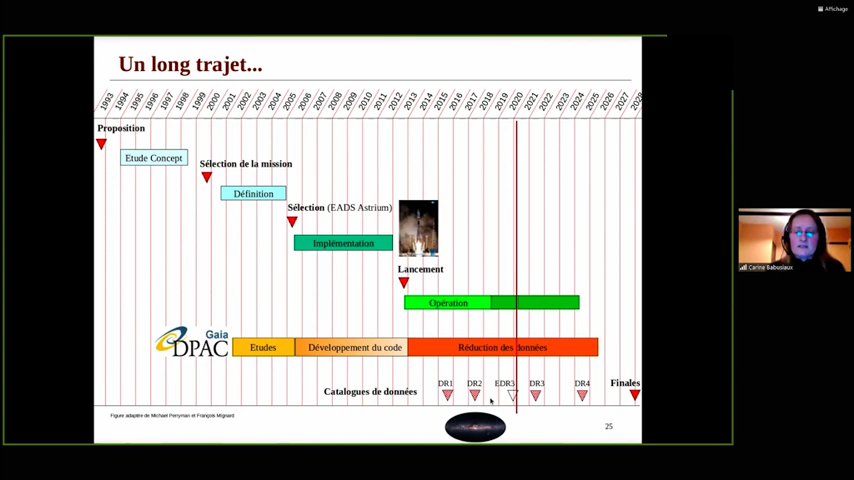 Affichage
Un long trajet...
1993 1994 1995 1996 1997 1998 1999 2000 2001 2002 2003 2004 2005 2006 2007 2008 2009 2010 2011 2012 2013 2014 2015 2016 2017 2018 2019 2020 2021 2022 2023 2024 2025 2026 2027 2028
Proposition
Etude Concept
Sélection de la mission
Définition
Sélection (EADS Astrium)
Implémentation
Lancement
Opération
Gaia
DPAC
Etudes
Développement du code
Réduction des données
Catalogues de données
DR1
DR2
EDR3
DR3
DR4
Finales
Figure adaptée de Michael Perryman et François Mignard
25
Carine Babusiaux